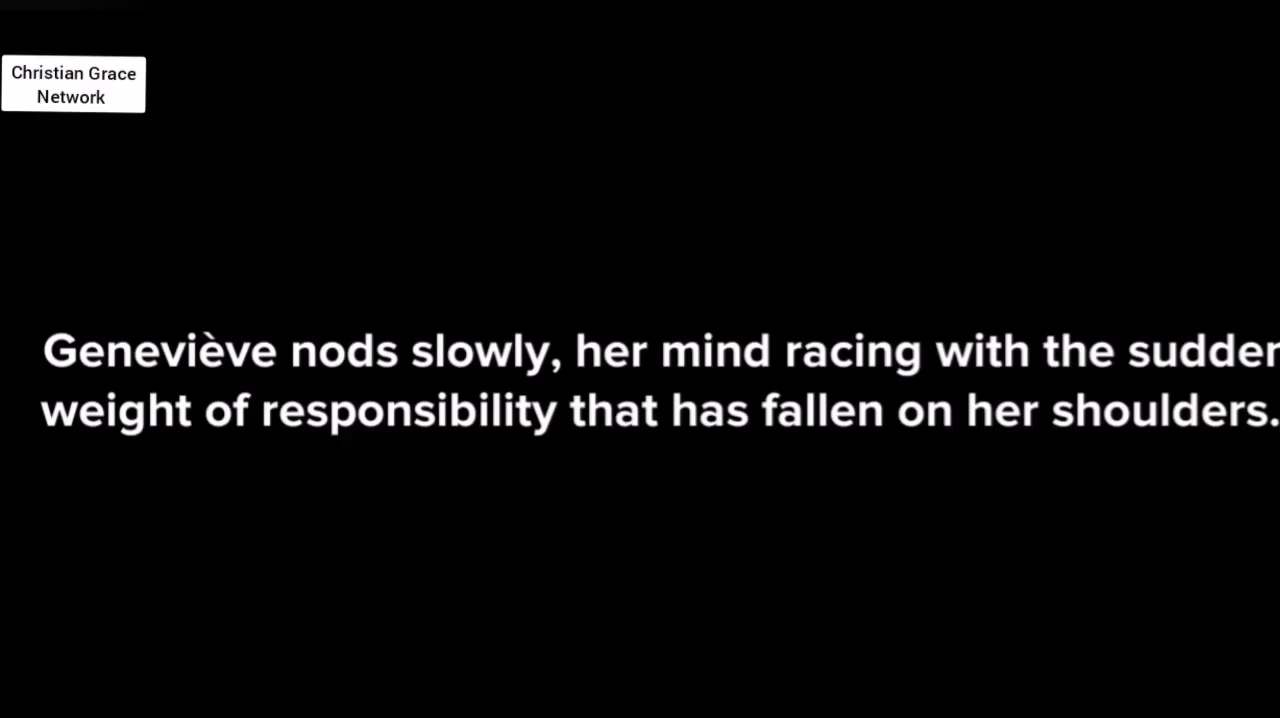 Christian Grace
Network
Geneviève nods slowly, her mind racing with the sudden
weight of responsibility that has fallen on her shoulders.